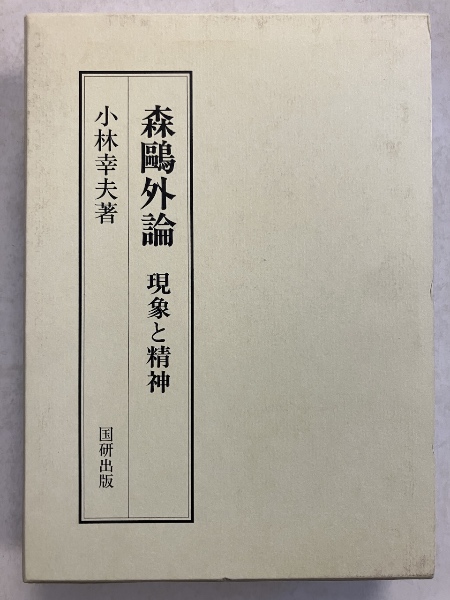 森鷗外論 現象と精神
小林幸夫著
国研出版